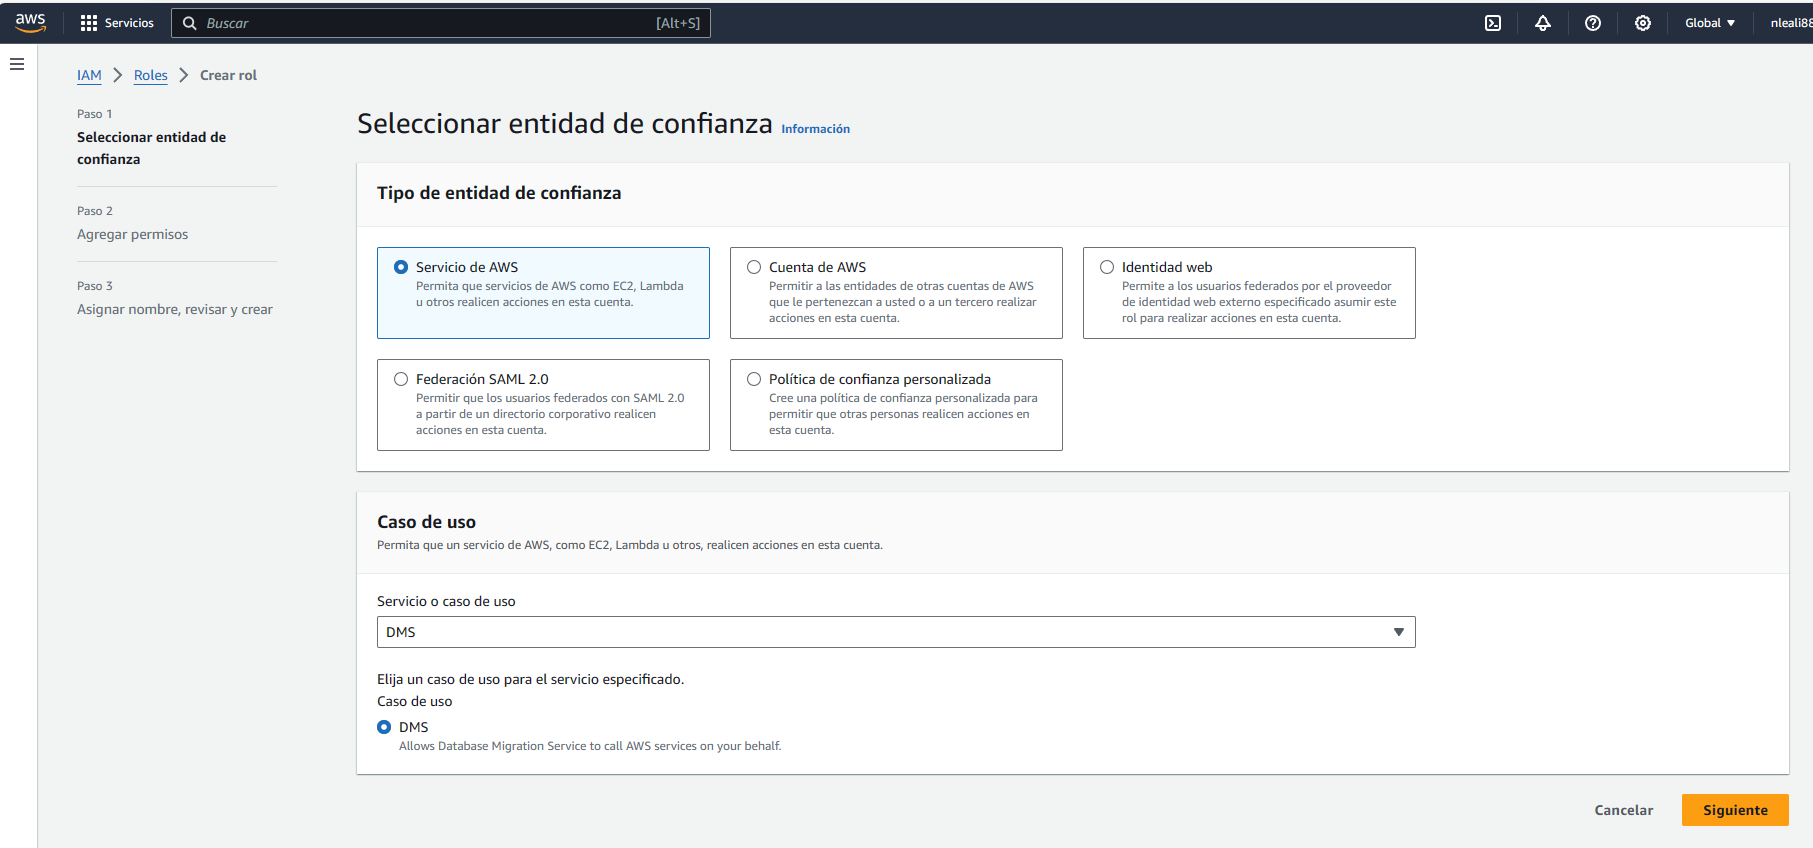 aws
Servicios
Buscar
[Alt+S]
Global
nleali88
IAM
Roles
Crear rol
Paso 1
Seleccionar entidad de
confianza
Paso 2
Agregar permisos
Paso 3
Asignar nombre, revisar y crear
Seleccionar entidad de confianza Información
Tipo de entidad de confianza
Servicio de AWS
Permita que servicios de AWS como EC2, Lambda
u otros realicen acciones en esta cuenta.
Cuenta de AWS
Permitir a las entidades de otras cuentas de AWS
que le pertenezcan a usted o a un tercero realizar
acciones en esta cuenta.
Identidad web
Permite a los usuarios federados por el proveedor
de identidad web externo especificado asumir este
rol para realizar acciones en esta cuenta.
Federación SAML 2.0
Permitir que los usuarios federados con SAML 2.0
a partir de un directorio corporativo realicen
acciones en esta cuenta.
Política de confianza personalizada
Cree una política de confianza personalizada para
permitir que otras personas realicen acciones en
esta cuenta.
Caso de uso
Permita que un servicio de AWS, como EC2, Lambda u otros, realicen acciones en esta cuenta.
Servicio o caso de uso
DMS
Elija un caso de uso para el servicio especificado.
Caso de uso
DMS
Allows Database Migration Service to call AWS services on your behalf.
Cancelar
Siguiente